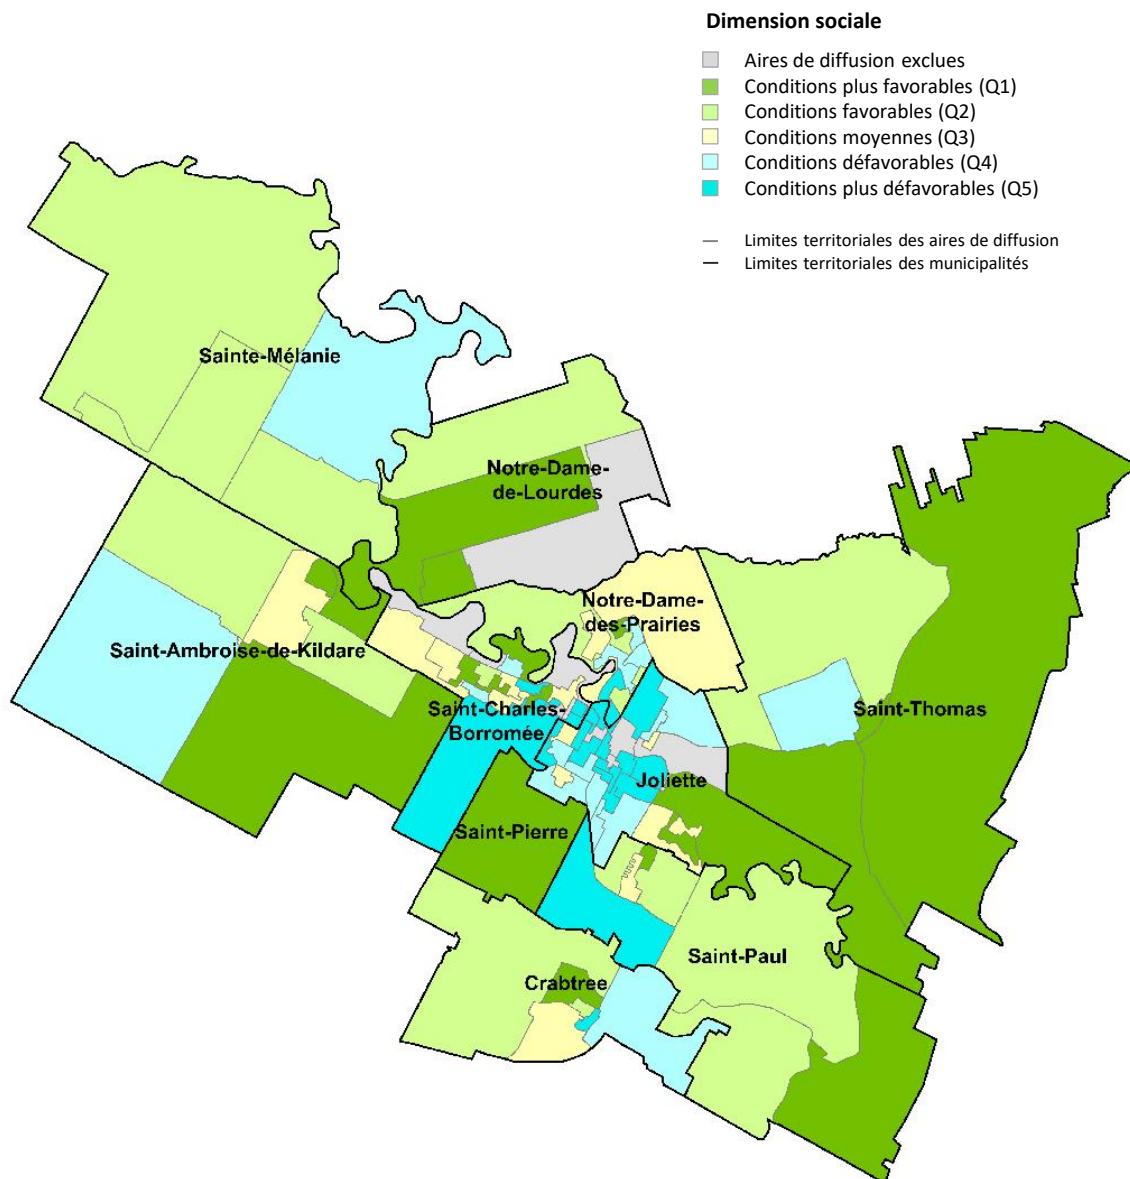 Dimension sociale
Aires de diffusion exclues
Conditions plus favorables (Q1)
Conditions favorables (Q2)
Conditions moyennes (Q3)
Conditions défavorables (Q4)
Conditions plus défavorables (Q5)
Limites territoriales des aires de diffusion
Limites territoriales des municipalités
Sainte-Mélanie
Notre-Dame-
de-Lourdes
Notre-Dame-
des-Prairies
Saint-Ambroise-de-Kildare
Saint-Charles-
Borromée
Saint-Thomas
Joliette
Saint-Pierre
Saint-Paul
Crabtree